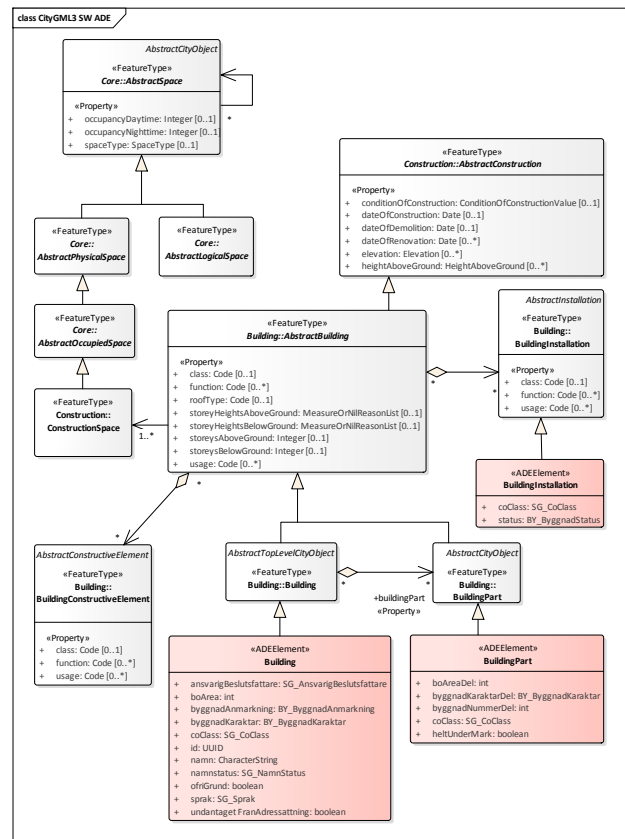 class CityGML3 SW ADE
AbstractCityObject
«FeatureType»
Core::AbstractSpace
«Property»
+ occupancyDaytime: Integer [0..1]
+ occupancyNighttime: Integer [0..1]
+ spaceType: SpaceType [0..1]
*
«FeatureType»
Construction::AbstractConstruction
«Property»
+ conditionOfConstruction: ConditionOfConstructionValue [0..1]
+ dateOfConstruction: Date [0..1]
+ dateOfDemolition: Date [0..1]
+ dateOfRenovation: Date [0..*]
+ elevation: Elevation [0..*]
+ heightAboveGround: HeightAboveGround [0..*]
«FeatureType»
Core::
AbstractPhysicalSpace
«FeatureType»
Core::
AbstractLogicalSpace
«FeatureType»
Core::
AbstractOccupiedSpace
«FeatureType»
Construction::
ConstructionSpace
1..*
«FeatureType»
Building::AbstractBuilding
«Property»
+ class: Code [0..1]
+ function: Code [0..*]
+ roofType: Code [0..1]
+ storeyHeightsAboveGround: MeasureOrNilReasonList [0..1]
+ storeyHeightsBelowGround: MeasureOrNilReasonList [0..1]
+ storeysAboveGround: Integer [0..1]
+ storeysBelowGround: Integer [0..1]
+ usage: Code [0..*]
*
*
AbstractInstallation
«FeatureType»
Building::
BuildingInstallation
«Property»
+ class: Code [0..1]
+ function: Code [0..*]
+ usage: Code [0..*]
«ADEElement»
BuildingInstallation
+ coClass: SG_CoClass
+ status: BY_ByggnadStatus
*
*
AbstractConstructiveElement
«FeatureType»
Building::
BuildingConstructiveElement
«Property»
+ class: Code [0..1]
+ function: Code [0..*]
+ usage: Code [0..*]
AbstractTopLevelCityObject
«FeatureType»
Building::Building
*
*
+buildingPart
«Property»
AbstractCityObject
«FeatureType»
Building::
BuildingPart
«ADEElement»
Building
+ ansvarigBeslutsfattare: SG_AnsvarigBeslutsfattare
+ boArea: int
+ byggnadAnmarkning: BY_ByggnadAnmarkning
+ byggnadKaraktar: BY_ByggnadKaraktar
+ coClass: SG_CoClass
+ id: UUID
+ namn: CharacterString
+ namnstatus: SG_NamnStatus
+ ofriGrund: boolean
+ sprak: SG_Sprak
+ undantaget FranAdressattning: boolean
«ADEElement»
BuildingPart
+ boAreaDel: int
+ byggnadKaraktarDel: BY_ByggnadKaraktar
+ byggnadNummerDel: int
+ coClass: SG_CoClass
+ heltUnderMark: boolean